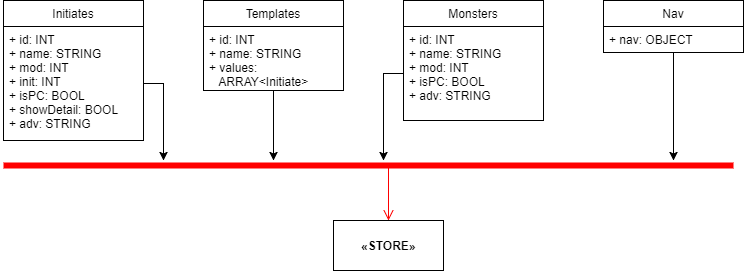 Initiates
+ id: INT
+ name: STRING
+ mod: INT
+ init: INT
+ isPC: BOOL
+ showDetail: BOOL
+ adv: STRING
Templates
+ id: INT
+ name: STRING
+ values:
ARRAY<Initiate>
Monsters
+ id: INT
+ name: STRING
+ mod: INT
+ isPC: BOOL
+ adv: STRING
Nav
+ nav: OBJECT
«STORE»